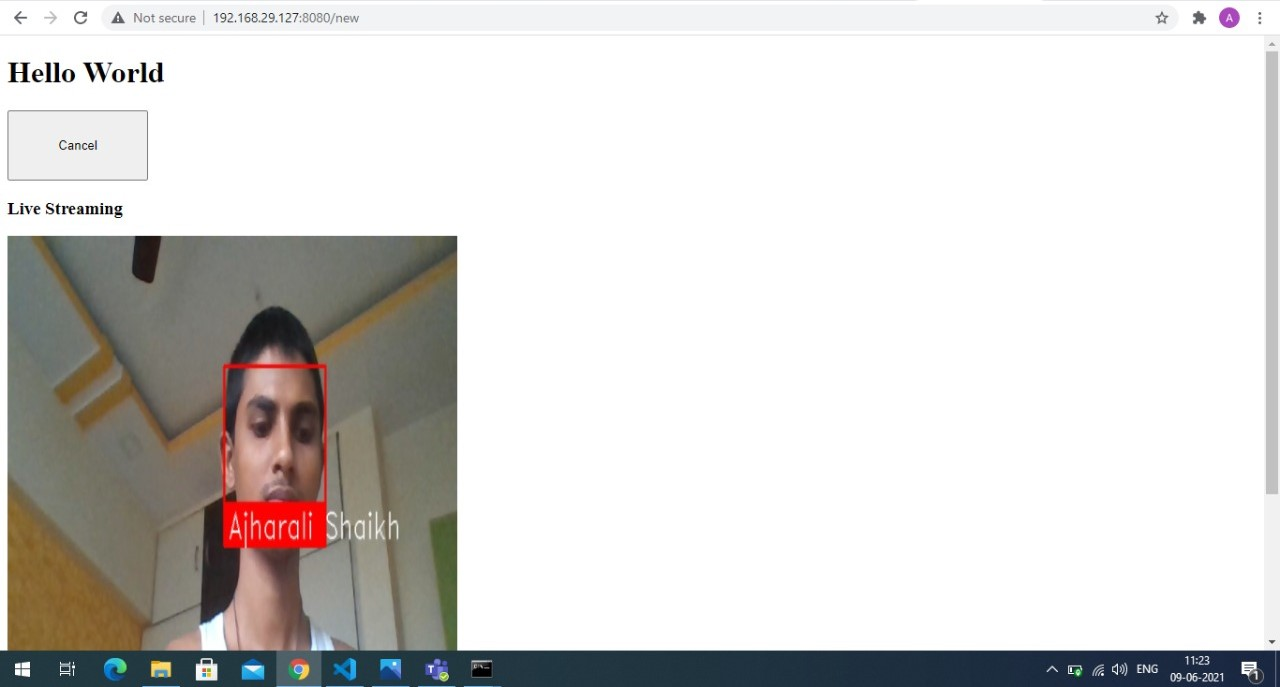 Not secure 192.168.29.127:8080/new
A
Hello World
Cancel
Live Streaming
Ajharali Shaikh
ENG
11:23
09-06-2021
1